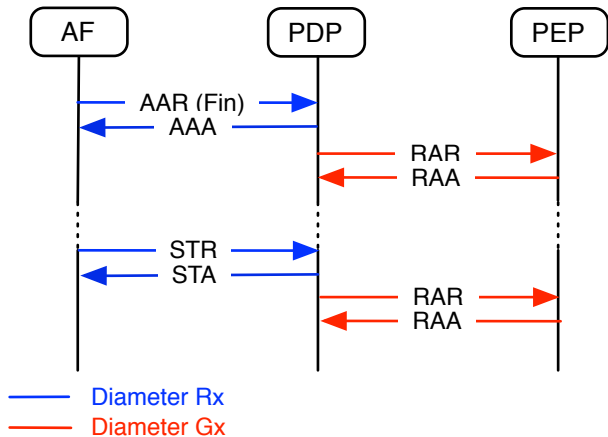 AF PDP PEP
AAR (Fin)
AAA
RAR
RAA
STR
STA
RAR
RAA
Diameter Rx
Diameter Gx